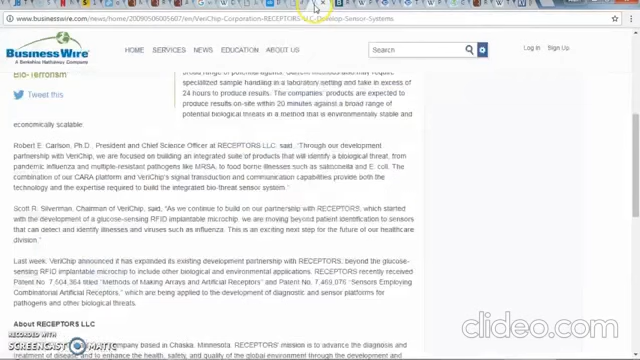 www.businesswire.com/news/home/20090506005607/en/VeriChip-Corporation-RECEPTORS-LLC-Develop-Sensor-Systems
Business Wire
A Berkshire Hathaway Company
HOME SERVICES NEWS EDUCATION ABOUT US
Search
Log In Sign Up
Bio-Terrorism
Tweet this
specialized sample handling in a laboratory setting and take in excess of
24 hours to produce results. The companies' products are expected to
produce results on-site within 20 minutes against a broad range of
potential biological threats in a method that is environmentally stable and
economically scalable.
Robert E. Carlson, Ph.D., President and Chief Science Officer at RECEPTORS LLC, said, "Through our development
partnership with VeriChip, we are focused on building an integrated suite of products that will identify a biological threat, from
pandemic influenza and multiple-resistant pathogens like MRSA, to food borne illnesses such as salmonella and E. coli. The
combination of our CARA platform and VeriChip's signal transduction and communication capabilities provide both the
technology and the expertise required to build the integrated bio-threat sensor system."
Scott R. Silverman, Chairman of VeriChip, said, "As we continue to build on our partnership with RECEPTORS, which started
with the development of a glucose-sensing RFID implantable microchip, we are moving beyond patient identification to sensors
that can detect and identify illnesses and viruses such as influenza. This is an exciting next step for the future of our healthcare
division."
Last week, VeriChip announced it has expanded its existing development partnership with RECEPTORS, beyond the glucose-
sensing RFID implantable microchip to include other biological and environmental applications. RECEPTORS recently received
Patent No. 7,504,364 titled "Methods of Making Arrays and Artificial Receptors" and Patent No. 7,469,076 "Sensors Employing
Combinatorial Artificial Receptors," which are being applied to the development of diagnostic and sensor platforms for
pathogens and other biological threats.
About RECEPTORS LLC
company based in Chaska, Minnesota. RECEPTORS' mission is to advance the diagnosis and
treatment of disease and to enhance the health, safety, and quality of the global environment through the development and
RECORDED WITH
SCREENCAST MATIC
clideo.com